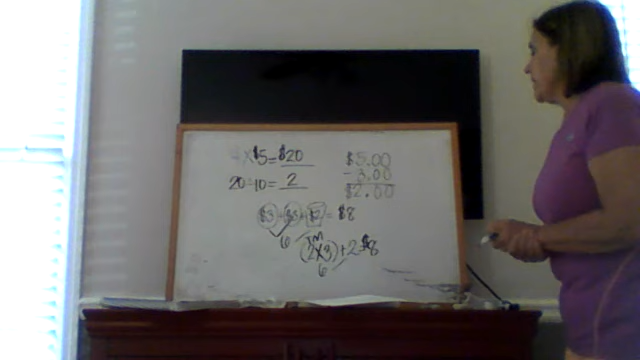 4 × $5 = $20
20 ÷ 10 = 2
$5.00
- 3.00
$2.00
$3 + $3 + $2 = $8
6
(2×3) + 2 = $8
6